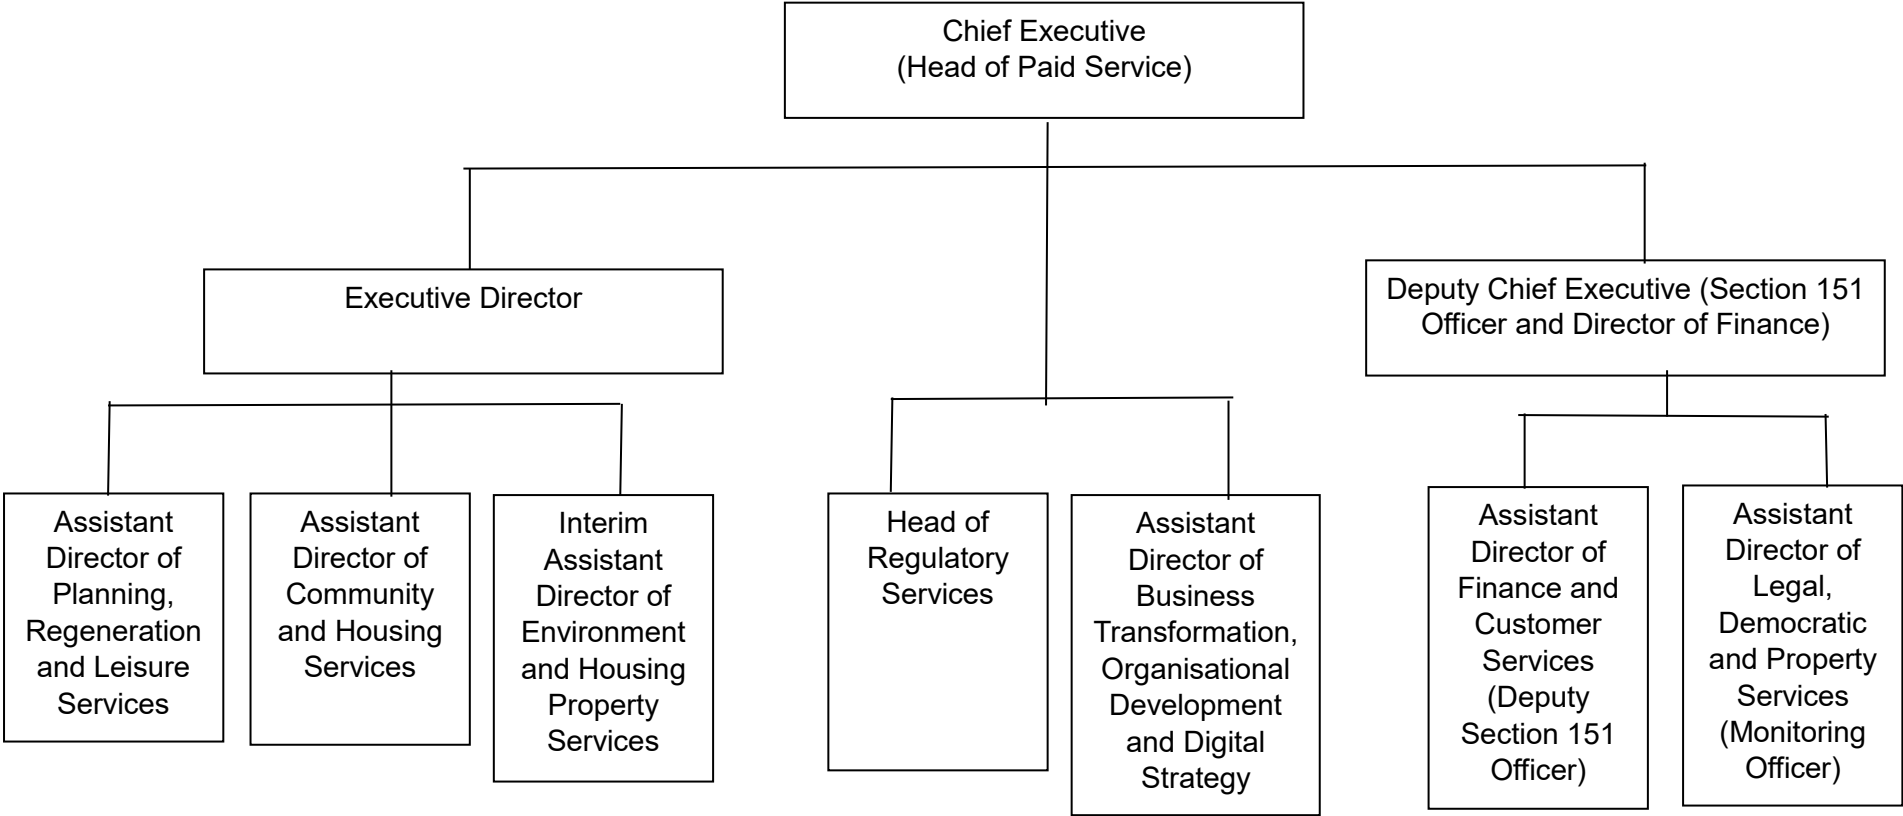 Chief Executive
(Head of Paid Service)
Executive Director
Deputy Chief Executive (Section 151
Officer and Director of Finance)
Assistant
Director of
Planning,
Regeneration
and Leisure
Services
Assistant
Director of
Community
and Housing
Services
Interim
Assistant
Director of
Environment
and Housing
Property
Services
Head of
Regulatory
Services
Assistant
Director of
Business
Transformation,
Organisational
Development
and Digital
Strategy
Assistant
Director of
Finance and
Customer
Services
(Deputy
Section 151
Officer)
Assistant
Director of
Legal,
Democratic
and Property
Services
(Monitoring
Officer)